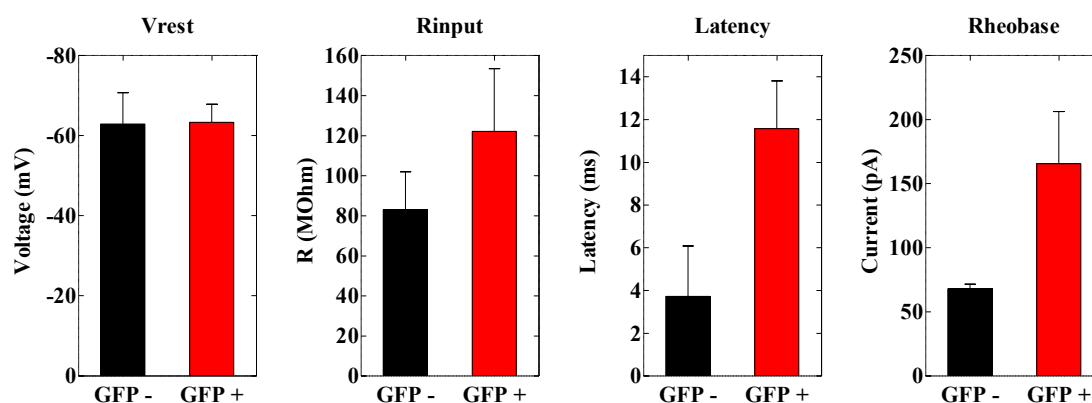 Vrest
Voltage (mV)
-80
-60
-40
-20
0
GFP -
GFP +
Rinput
R (MOhm)
160
140
120
100
80
60
40
20
0
GFP -
GFP +
Latency
Latency (ms)
14
12
10
8
6
4
2
0
GFP -
GFP +
Rheobase
Current (pA)
250
200
150
100
50
0
GFP -
GFP +